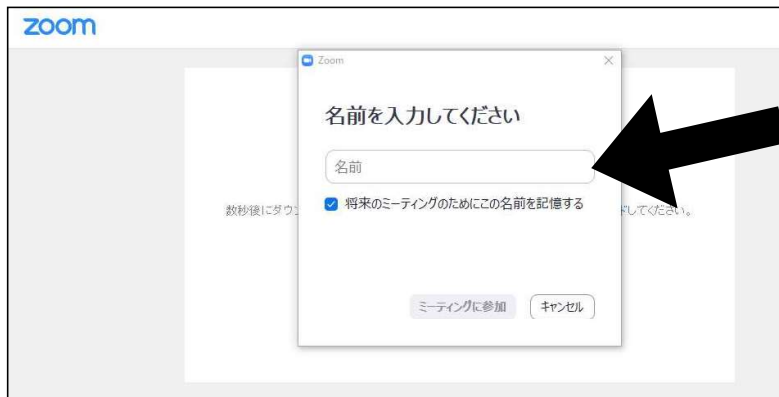 zoom
Zoom
名前を入力してください
名前
将来のミーティングのためにこの名前を記憶する
数秒後にダウ
ドしてください。
ミーティングに参加
キャンセル